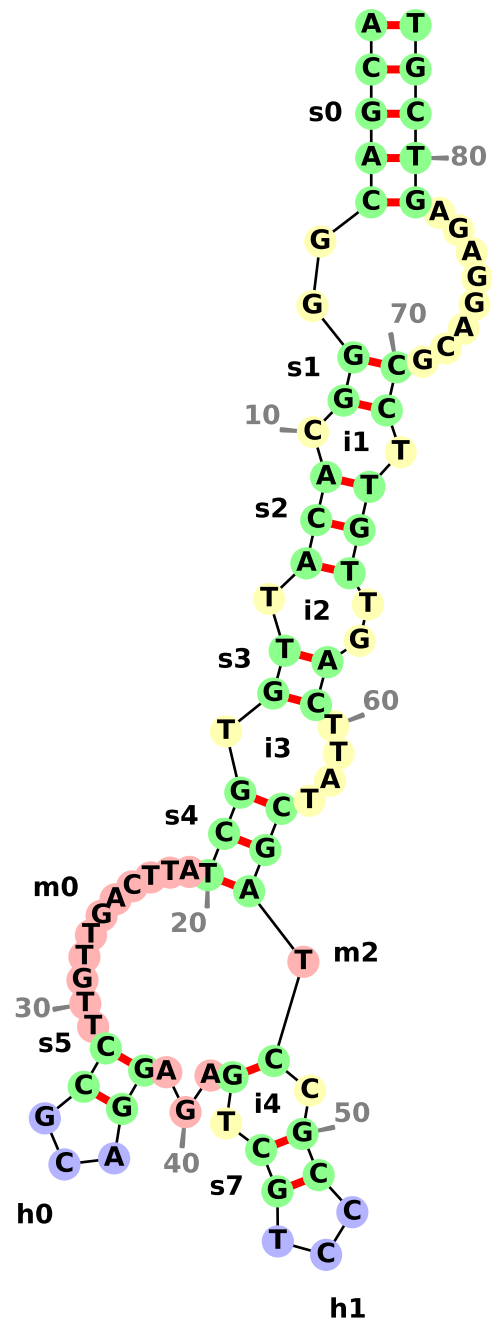 A T
C G
s0 G C
A T 80
C G A
G G
A
G
G
G
A
70
C
s1 G C G
G C
10 C i1 T
A T
s2
C G
A T
T i2 T
G
s3 T A
G C 60
T
T i3 T
A
G C T
s4
C G
m0 T C A T T A T A
A
G
20
T T m2
T
G
30 T
T
s5 C C
G A A G C
C G G T i4 G 50
G 40 C
C A s7 G C
C
h0 T C
h1